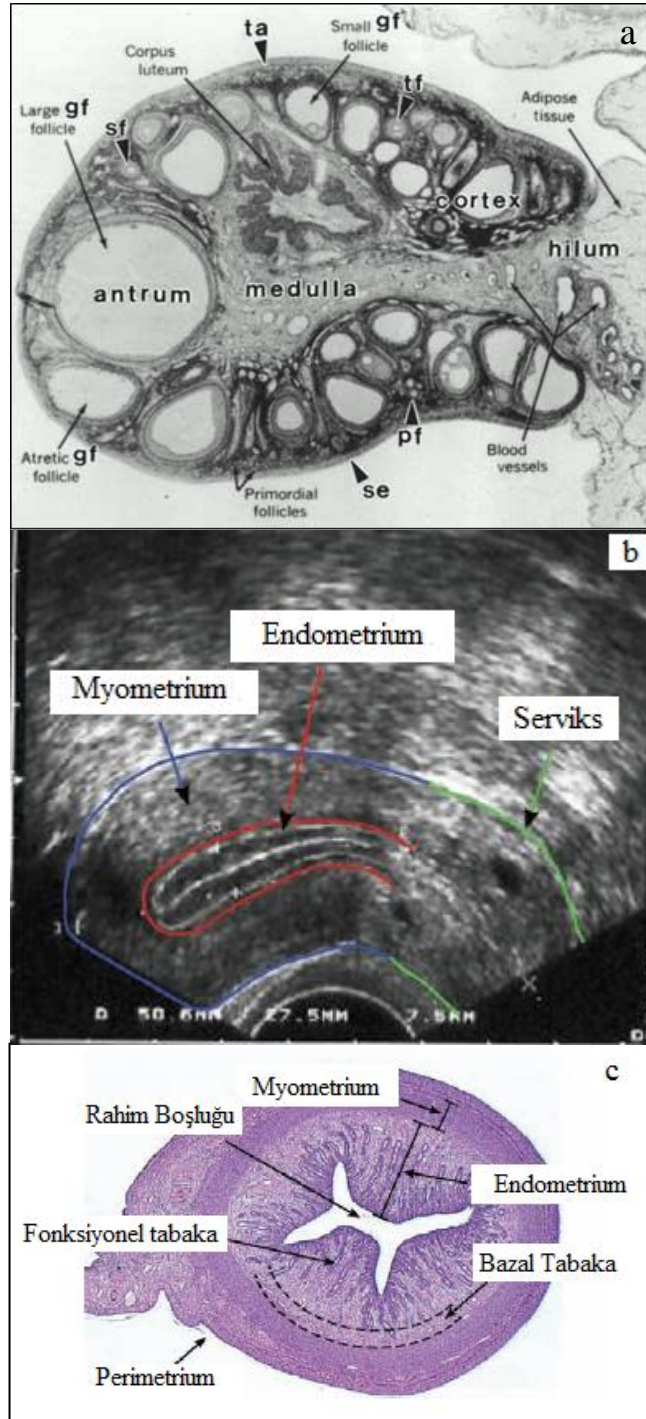 a
ta
Small gf
follicle
Corpus
luteum
tf
Large gf
follicle
sf
Adipose
tissue
cortex
hilum
antrum
medulla
Atretic gf
follicle
pf
Blood
vessels
Primordial
follicles
se
b
Endometrium
Myometrium
Serviks
D 50.6MM 27.5MM 7.5
D
c
Myometrium
Rahim Boşluğu
Endometrium
Fonksiyonel tabaka
Bazal Tabaka
Perimetrium